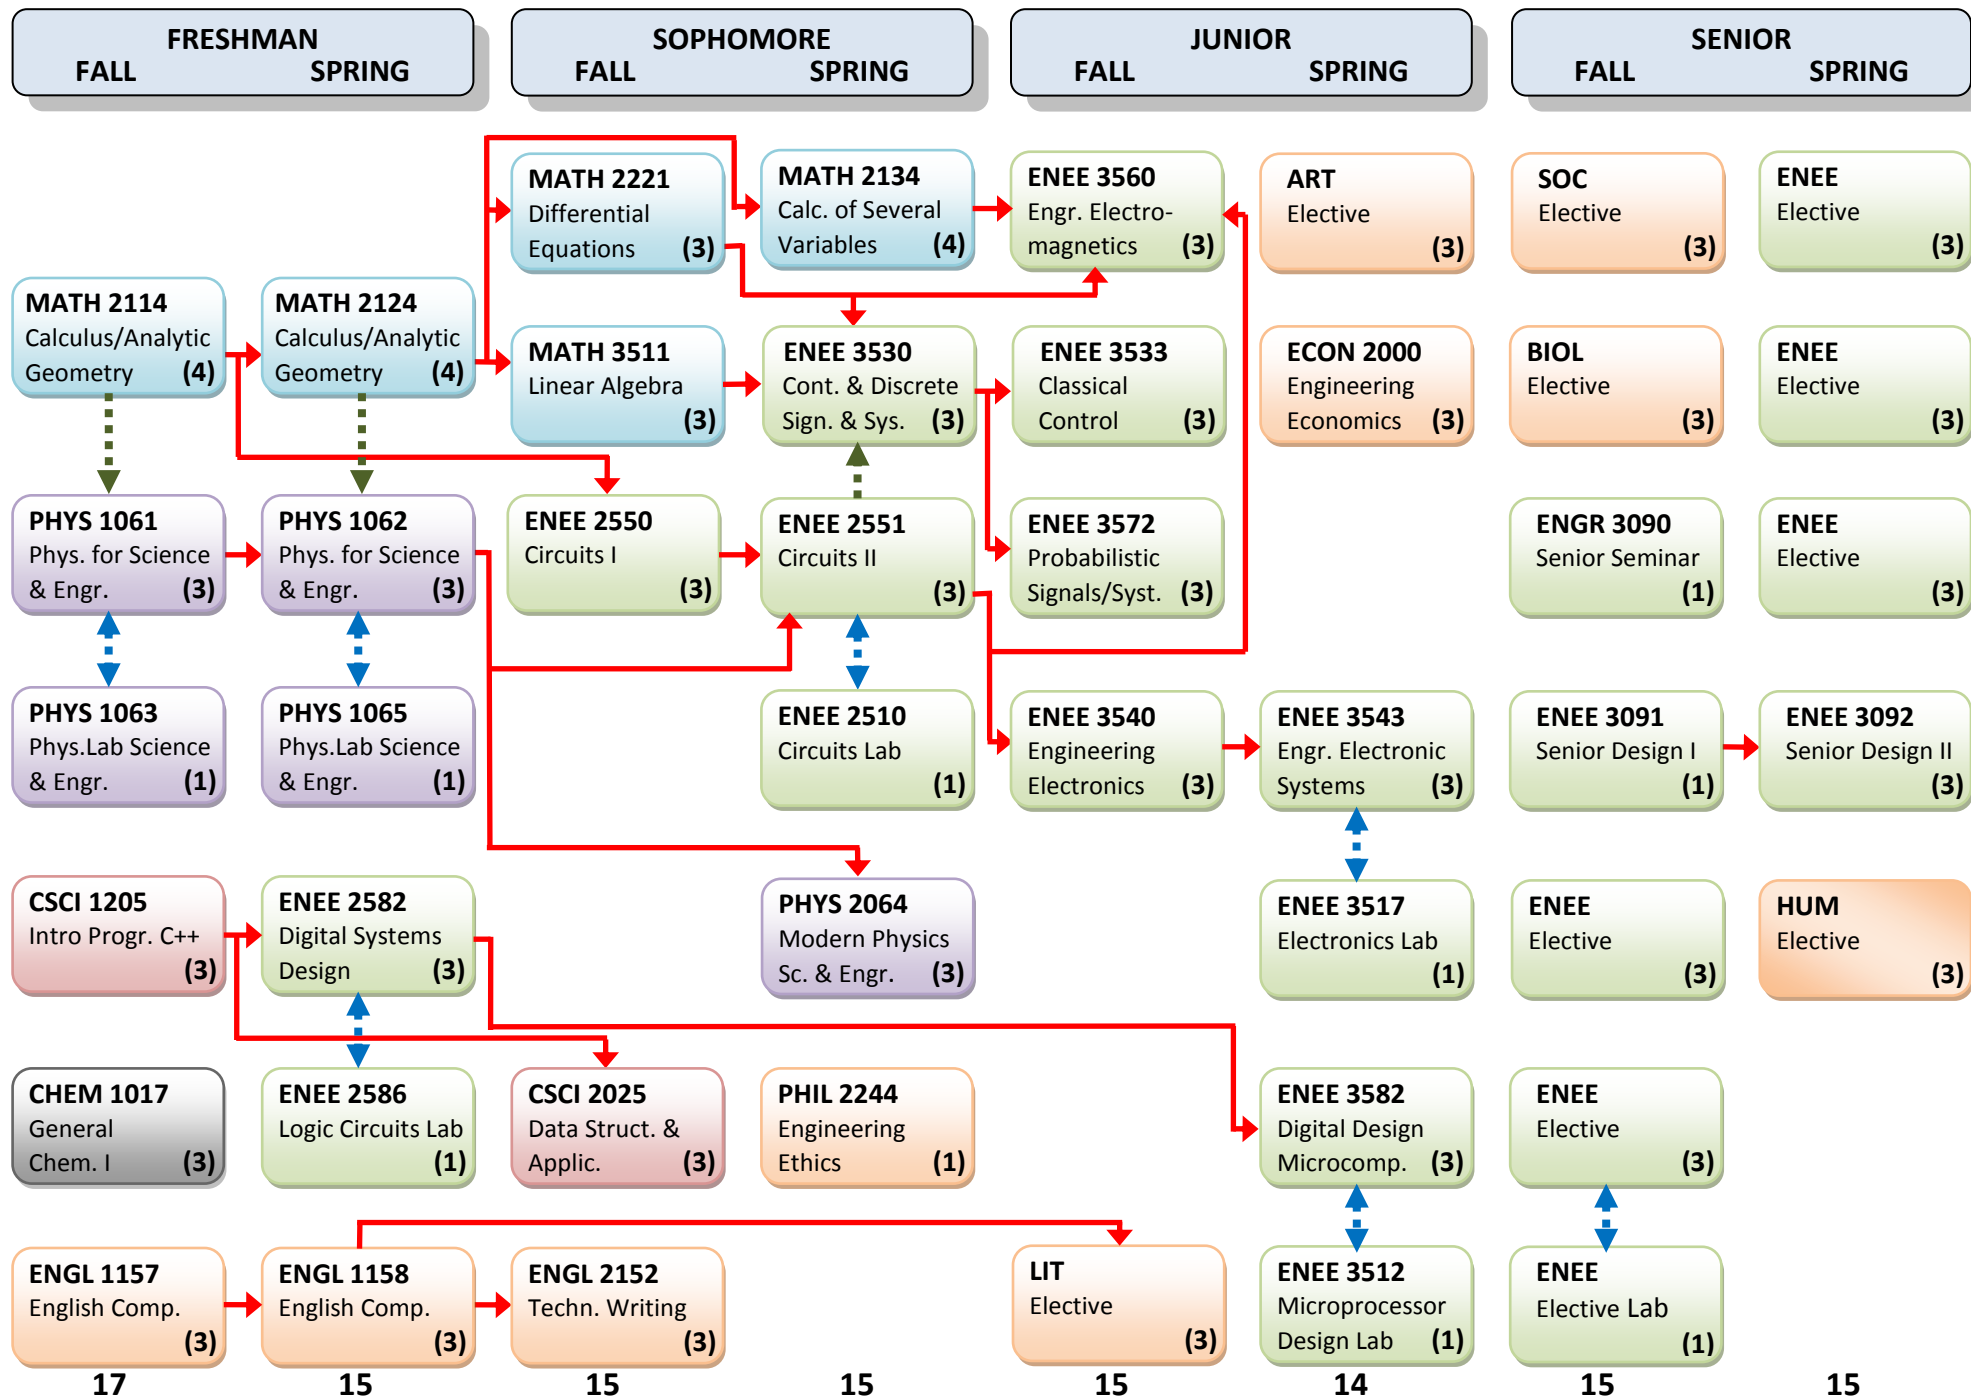 FRESHMAN
FALL SPRING
SOPHOMORE
FALL SPRING
JUNIOR
FALL SPRING
SENIOR
FALL SPRING
MATH 2114
Calculus/Analytic
Geometry (4)
PHYS 1061
Phys. for Science
& Engr. (3)
PHYS 1063
Phys.Lab Science
& Engr. (1)
CSCI 1205
Intro Progr. C++
(3)
CHEM 1017
General
Chem. I (3)
ENGL 1157
English Comp.
(3)
17
MATH 2124
Calculus/Analytic
Geometry (4)
PHYS 1062
Phys. for Science
& Engr. (3)
PHYS 1065
Phys.Lab Science
& Engr. (1)
ENEE 2582
Digital Systems
Design (3)
ENEE 2586
Logic Circuits Lab
(1)
ENGL 1158
English Comp.
(3)
15
MATH 2221
Differential
Equations (3)
MATH 3511
Linear Algebra
(3)
ENEE 2550
Circuits I
(3)
CSCI 2025
Data Struct. &
Applic. (3)
ENGL 2152
Techn. Writing
(3)
15
MATH 2134
Calc. of Several
Variables (4)
ENEE 3530
Cont. & Discrete
Sign. & Sys. (3)
ENEE 2551
Circuits II
(3)
ENEE 2510
Circuits Lab
(1)
PHYS 2064
Modern Physics
Sc. & Engr. (3)
PHIL 2244
Engineering
Ethics (1)
15
ENEE 3560
Engr. Electro-
magnetics (3)
ENEE 3533
Classical
Control (3)
ENEE 3572
Probabilistic
Signals/Syst. (3)
ENEE 3540
Engineering
Electronics (3)
LIT
Elective
(3)
15
ART
Elective
(3)
ECON 2000
Engineering
Economics (3)
ENEE 3543
Engr. Electronic
Systems (3)
ENEE 3517
Electronics Lab
(1)
ENEE 3582
Digital Design
Microcomp. (3)
ENEE 3512
Microprocessor
Design Lab (1)
14
SOC
Elective
(3)
BIOL
Elective
(3)
ENGR 3090
Senior Seminar
(1)
ENEE 3091
Senior Design I
(1)
ENEE
Elective
(3)
ENEE
Elective
(3)
ENEE
Elective Lab
(1)
15
ENEE
Elective
(3)
ENEE
Elective
(3)
ENEE
Elective
(3)
ENEE 3092
Senior Design II
(3)
HUM
Elective
(3)
15